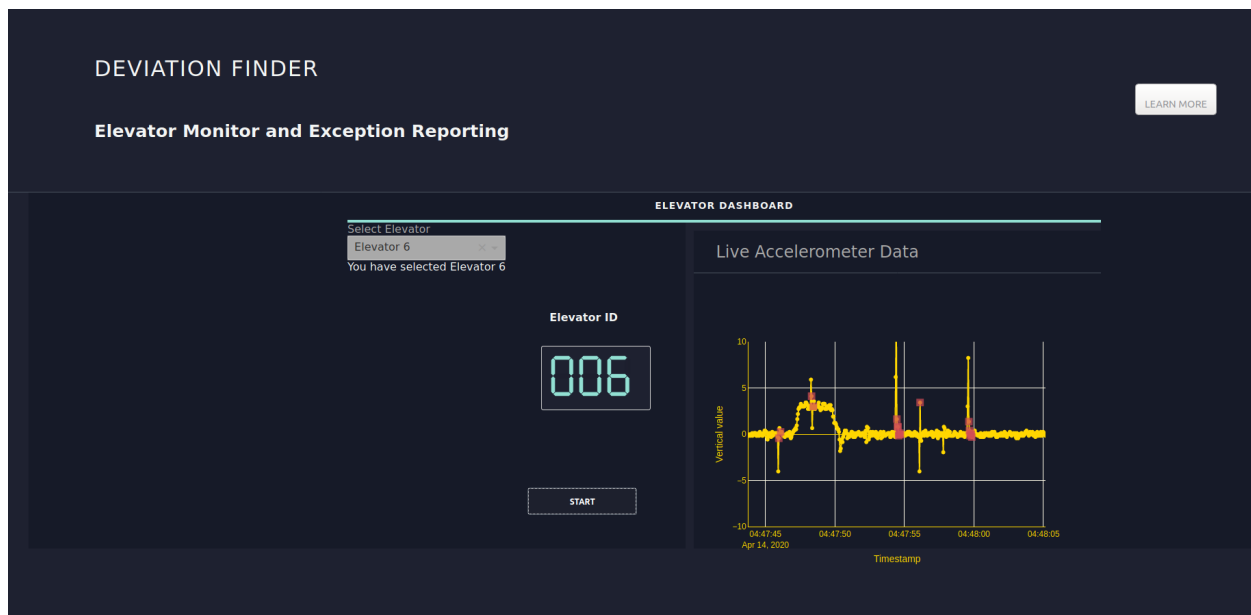 DEVIATION FINDER
LEARN MORE
Elevator Monitor and Exception Reporting
ELEVATOR DASHBOARD
Select Elevator
Elevator 6
You have selected Elevator 6
Elevator ID
006
START
Live Accelerometer Data
10
5
0
−5
−10
Vertical value
04:47:45
Apr 14, 2020
04:47:50
04:47:55
04:48:00
04:48:05
Timestamp